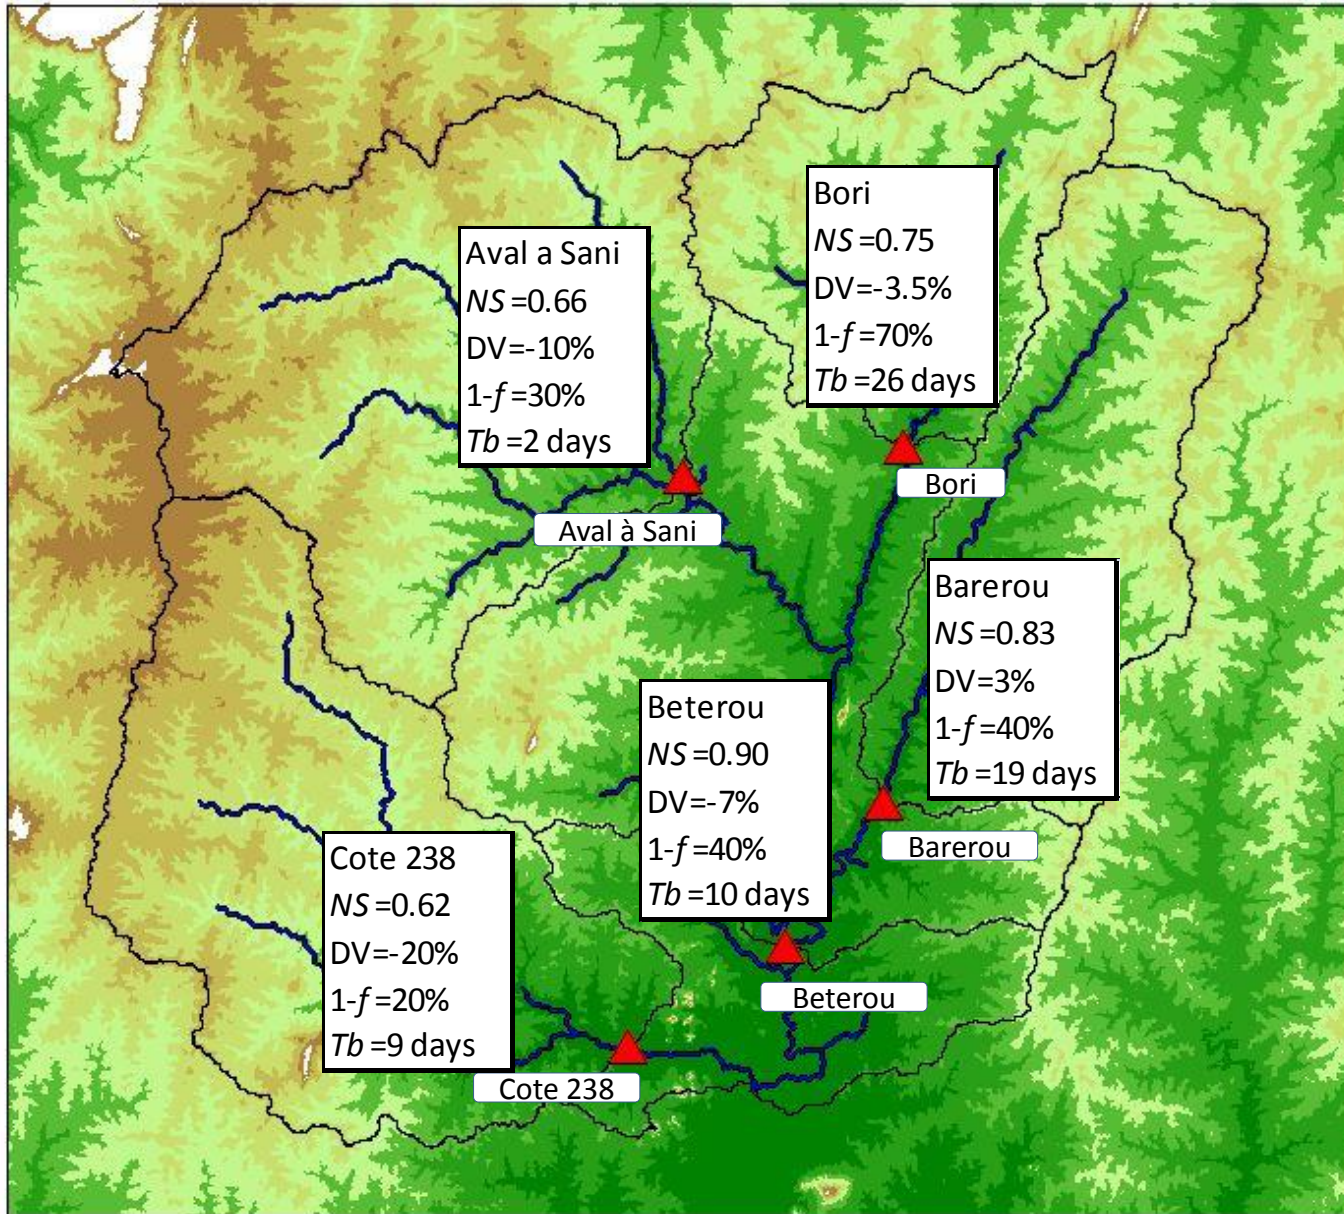 Bori
NS =0.75
DV=-3.5%
1-f=70%
Tb =26 days
Aval a Sani
NS =0.66
DV=-10%
1-f=30%
Tb =2 days
Bori
Aval à Sani
Barerou
NS =0.83
DV=3%
1-f=40%
Tb =19 days
Beterou
NS =0.90
DV=-7%
1-f=40%
Tb =10 days
Barerou
Cote 238
NS =0.62
DV=-20%
1-f=20%
Tb =9 days
Beterou
Cote 238